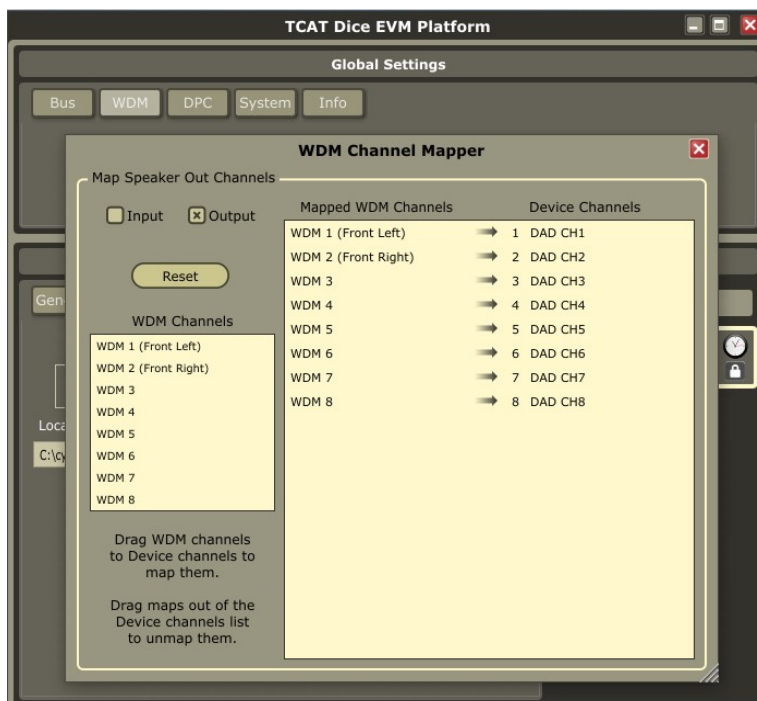 TCAT Dice EVM Platform
Global Settings
Bus WDM DPC System Info
WDM Channel Mapper
Map Speaker Out Channels
Input Output
Reset
WDM Channels
WDM 1 (Front Left)
WDM 2 (Front Right)
WDM 3
WDM 4
WDM 5
WDM 6
WDM 7
WDM 8
Drag WDM channels
to Device channels to
map them.
Drag maps out of the
Device channels list
to unmap them.
Mapped WDM Channels Device Channels
WDM 1 (Front Left) 1 DAD CH1
WDM 2 (Front Right) 2 DAD CH2
WDM 3 3 DAD CH3
WDM 4 4 DAD CH4
WDM 5 5 DAD CH5
WDM 6 6 DAD CH6
WDM 7 7 DAD CH7
WDM 8 8 DAD CH8
Gen
Loca
C:\cy